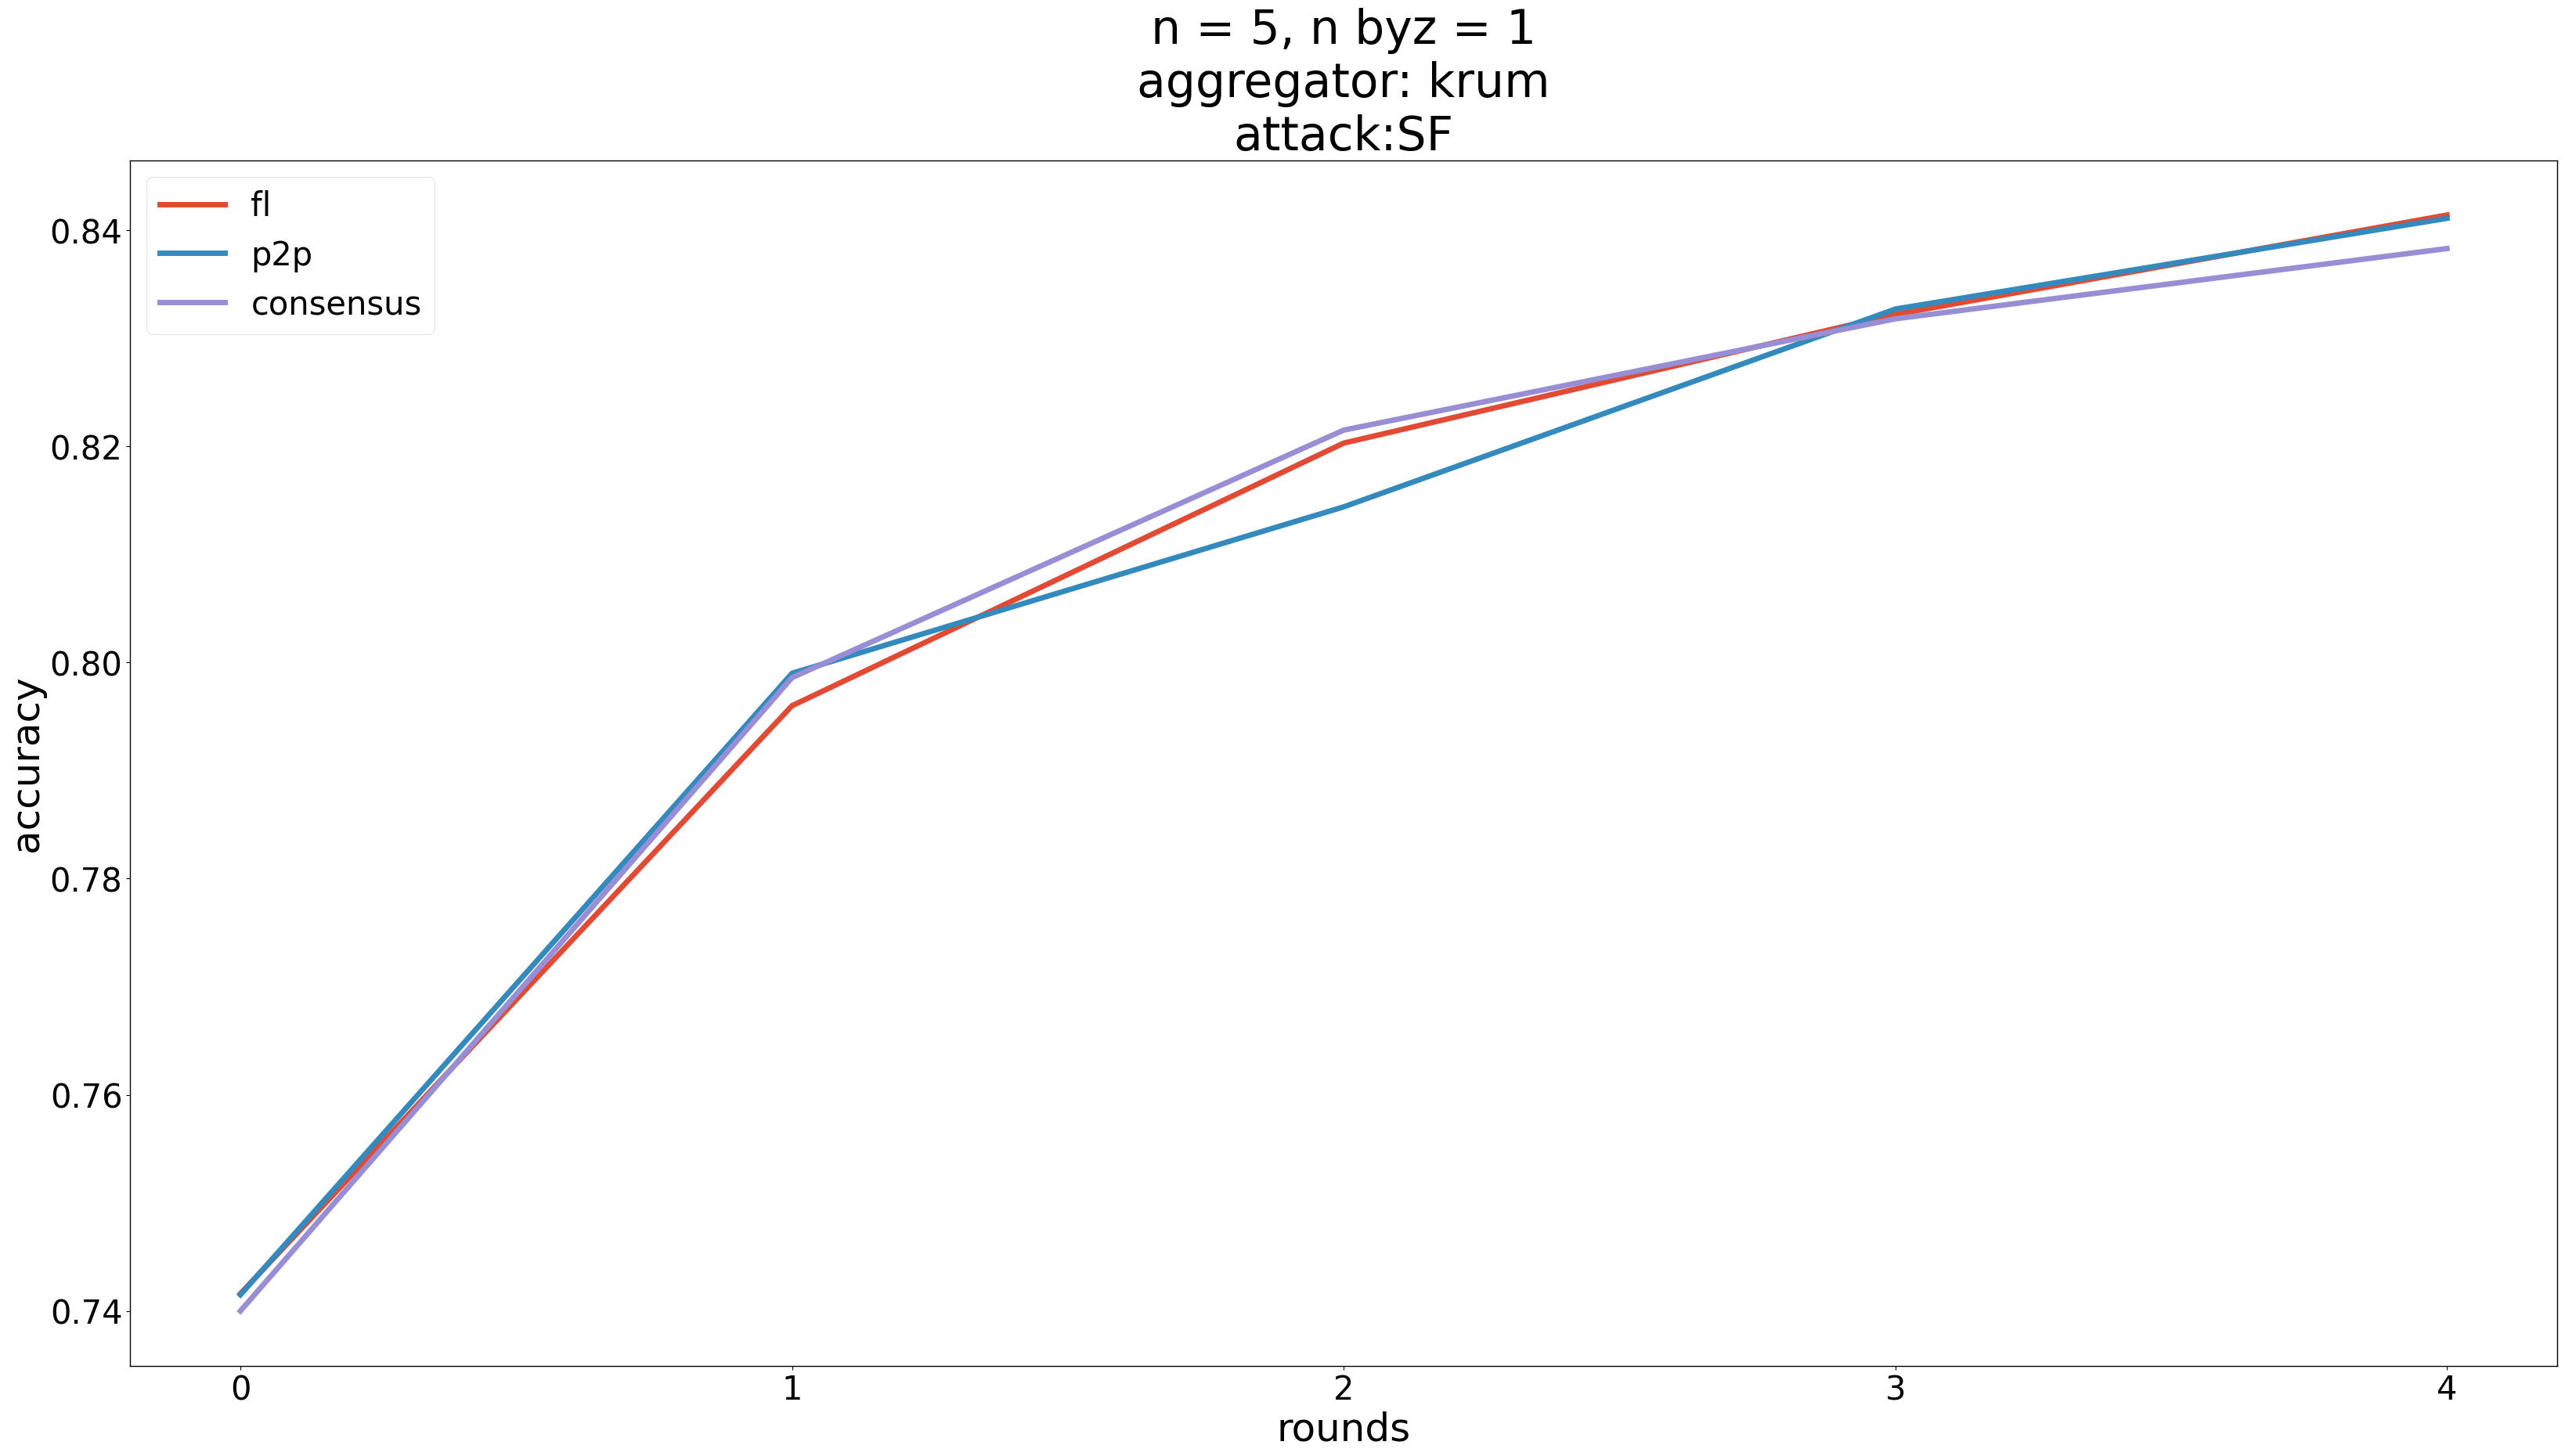 n = 5, n byz = 1
aggregator: krum
attack:SF
fl
p2p
consensus
accuracy
0.84
0.82
0.80
0.78
0.76
0.74
0
1
2
3
4
rounds